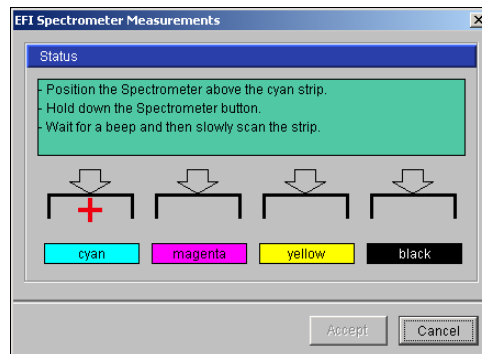 EFI Spectrometer Measurements
Status
- Position the Spectrometer above the cyan strip.
- Hold down the Spectrometer button.
- Wait for a beep and then slowly scan the strip.
cyan magenta yellow black
Accept Cancel